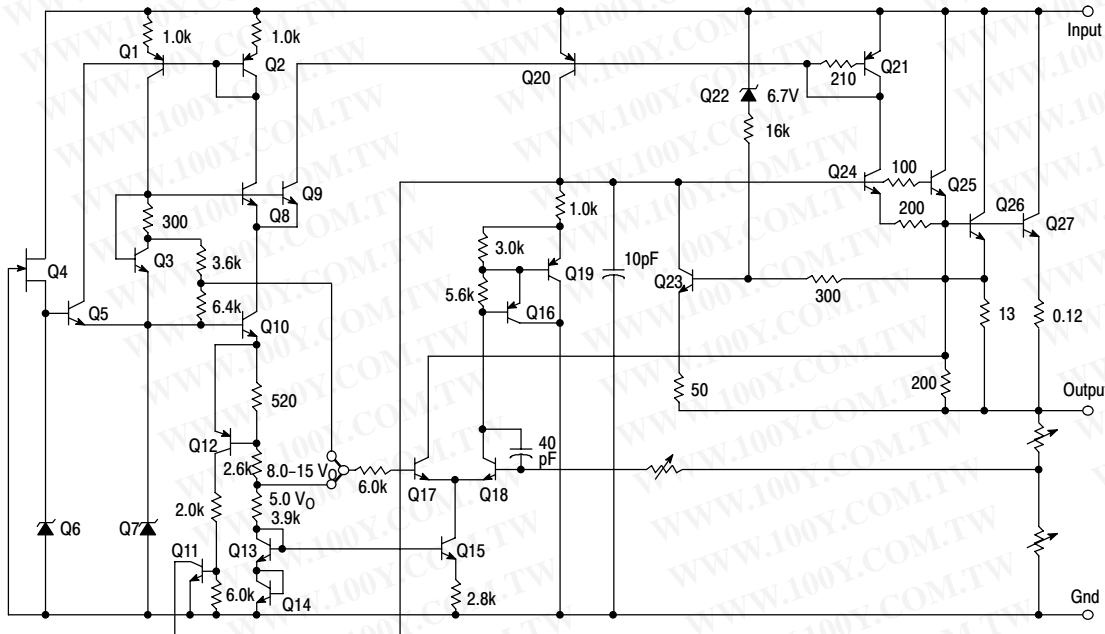 Input
1.0k
1.0k
Q1
Q2
Q20
210
Q21
Q22
6.7V
16k
Q9
Q8
Q24
100
Q25
Q26
Q27
200
300
1.0k
3.0k
Q3
3.6k
Q4
Q19
10pF
Q23
300
5.6k
6.4k
Q5
Q10
Q16
13
0.12
520
50
200
Output
Q12
2.6k
8.0–15 VO
40
pF
6.0k
Q17
Q18
5.0 VO
3.9k
2.0k
Q6
Q7
Q13
Q15
Q11
6.0k
Q14
2.8k
Gnd
WWW.100Y.COM.TW